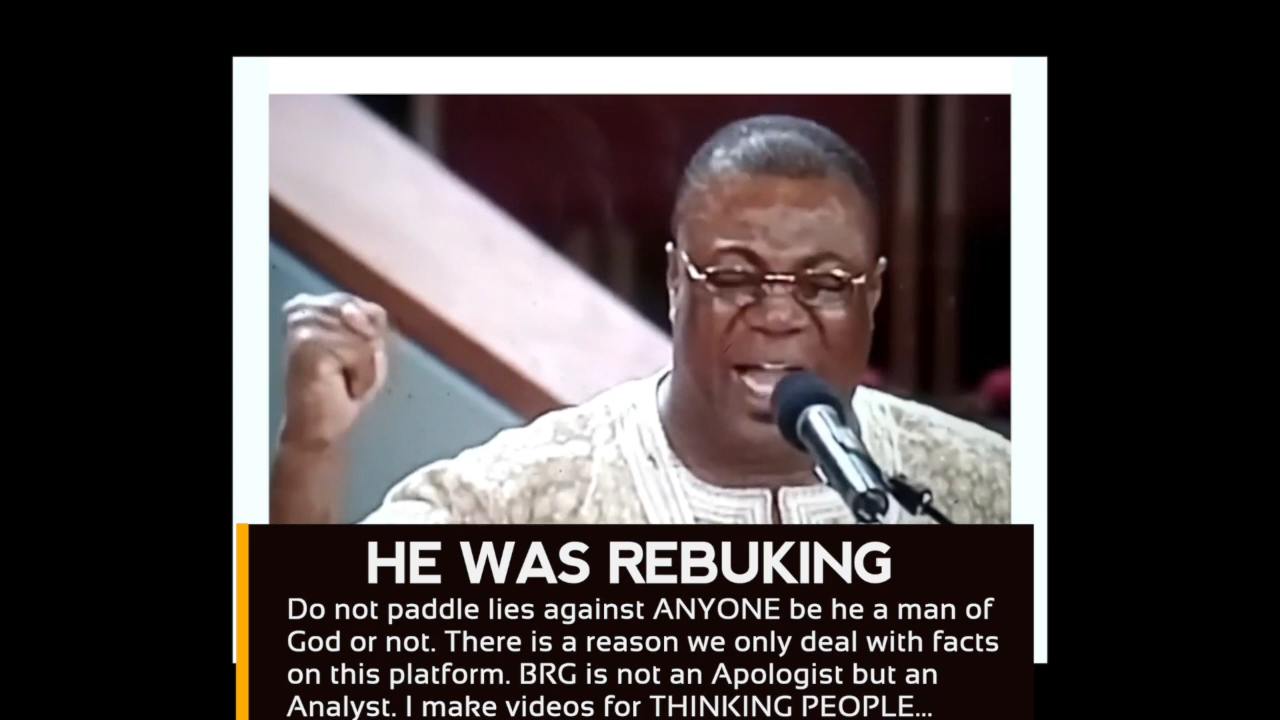 HE WAS REBUKING
Do not paddle lies against ANYONE be he a man of
God or not. There is a reason we only deal with facts
on this platform. BRG is not an Apologist but an
Analyst. I make videos for THINKING PEOPLE...